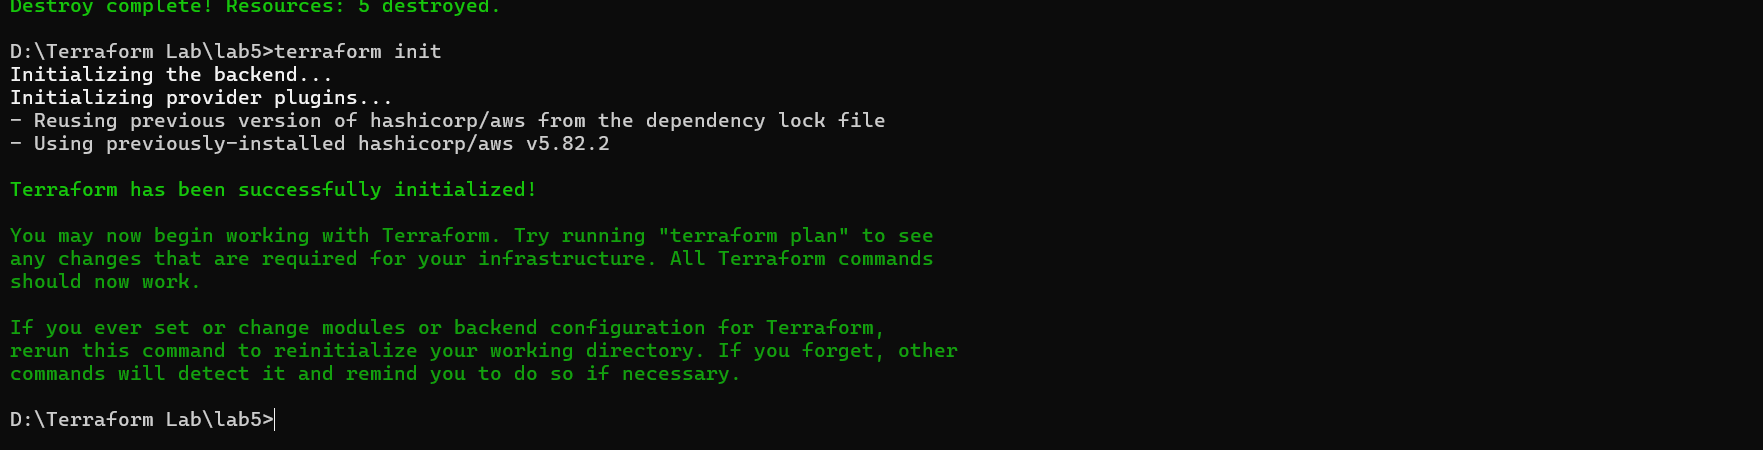 Destroy complete! Resources: 5 destroyed.
D:\Terraform Lab\lab5>terraform init
Initializing the backend...
Initializing provider plugins...
- Reusing previous version of hashicorp/aws from the dependency lock file
- Using previously-installed hashicorp/aws v5.82.2
Terraform has been successfully initialized!
You may now begin working with Terraform. Try running "terraform plan" to see
any changes that are required for your infrastructure. All Terraform commands
should now work.
If you ever set or change modules or backend configuration for Terraform,
rerun this command to reinitialize your working directory. If you forget, other
commands will detect it and remind you to do so if necessary.
D:\Terraform Lab\lab5>